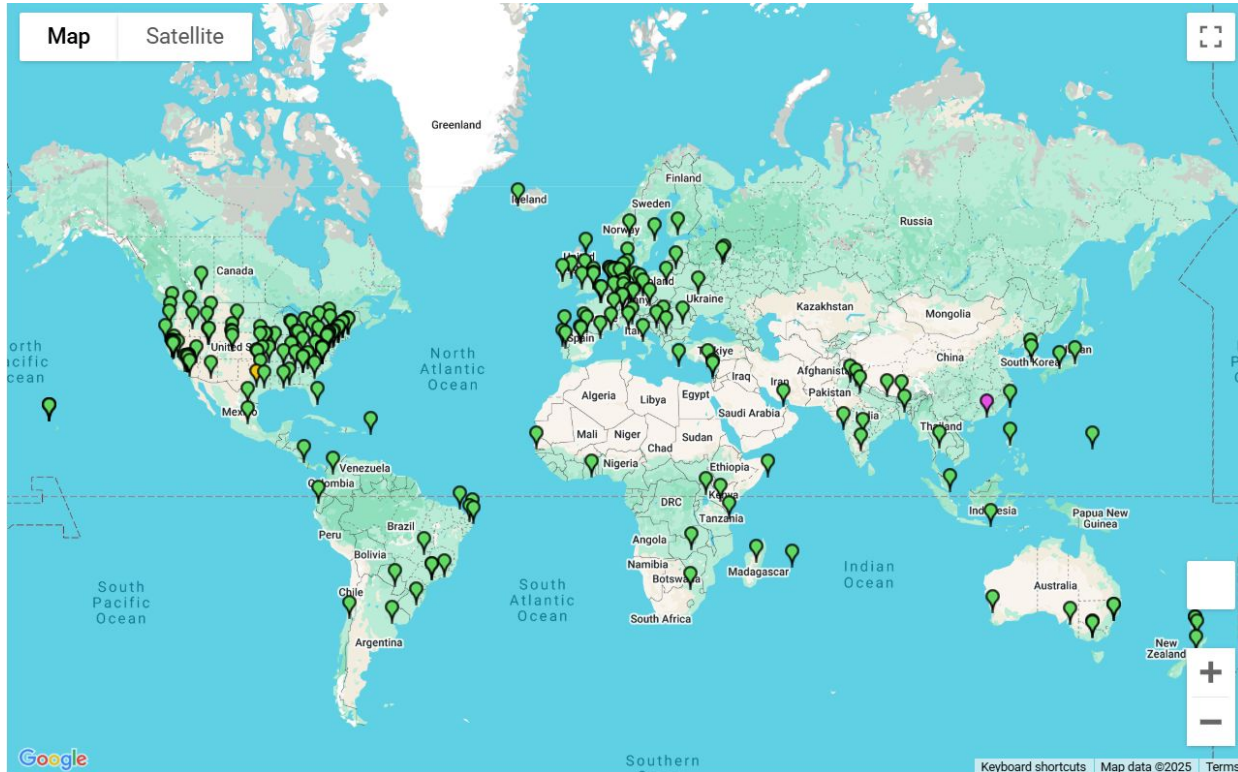 Map
Satellite
Greenland
Iceland
Finland
Sweden
Norway
Russia
Canada
United
Ukraine
Kazakhstan
Mongolia
North
Atlantic
Ocean
Spain
Türkiye
China
South Korea
Afghanistan
Iraq
Iran
Pakistan
Algeria
Libya
Egypt
Saudi Arabia
Mexico
India
Mali
Niger
Chad
Sudan
Thailand
Venezuela
Colombia
Nigeria
Ethiopia
DRC
Kenya
Tanzania
Indonesia
Papua New
Guinea
Peru
Brazil
Bolivia
Angola
Namibia
Botswana
Madagascar
Indian
Ocean
Australia
South
Pacific
Ocean
Chile
South
Atlantic
Ocean
South Africa
Argentina
New
Zealand
+
−
Google
Southern
Keyboard shortcuts
Map data ©2025
Terms